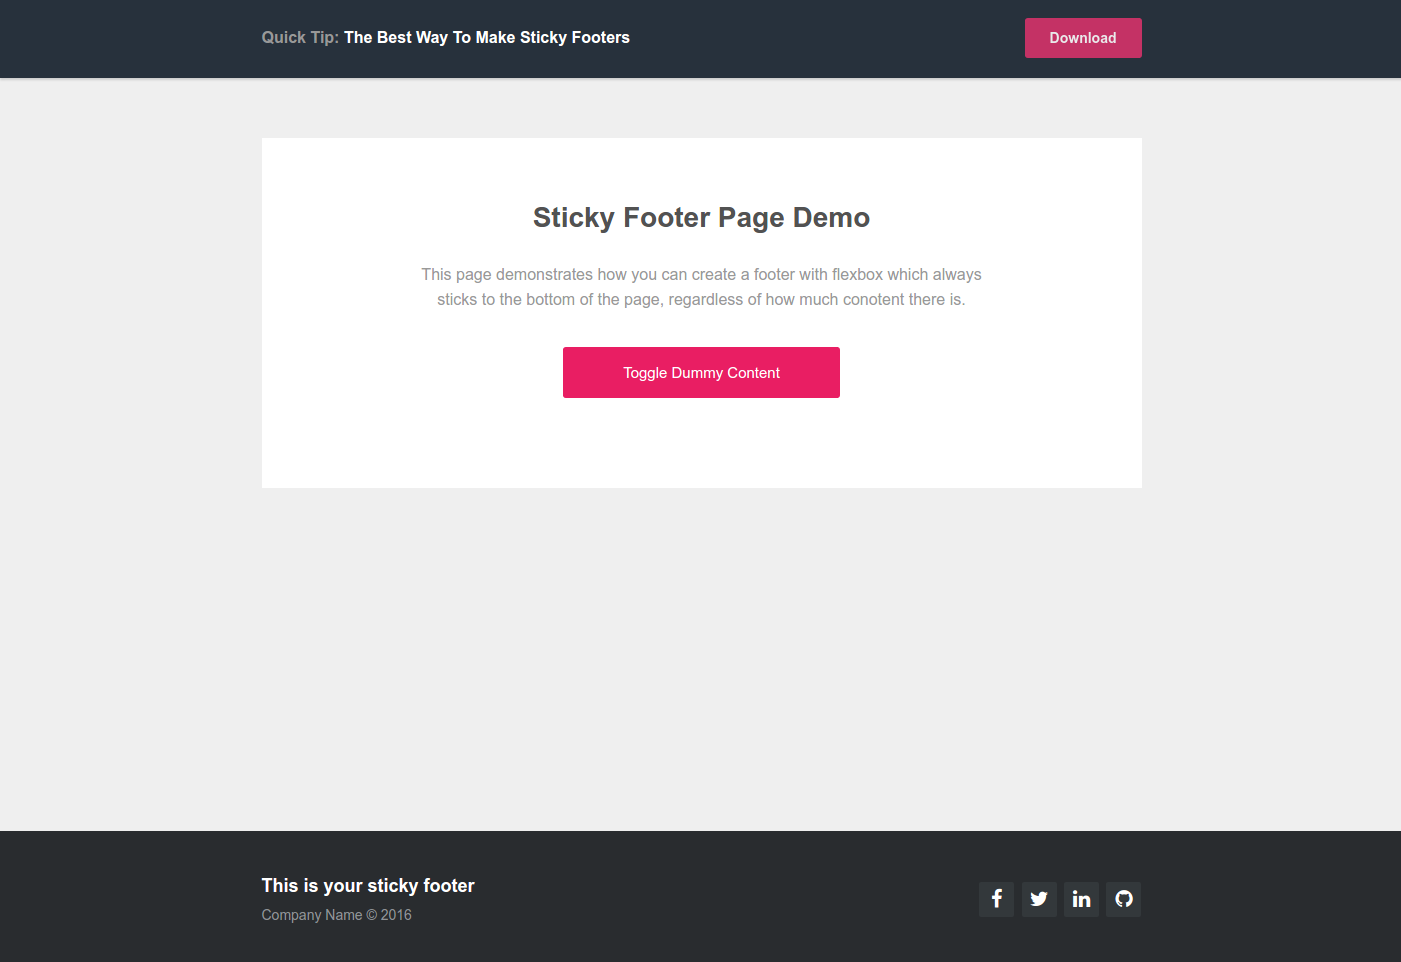 Quick Tip: The Best Way To Make Sticky Footers
Download
Sticky Footer Page Demo
This page demonstrates how you can create a footer with flexbox which always
sticks to the bottom of the page, regardless of how much conotent there is.
Toggle Dummy Content
This is your sticky footer
Company Name © 2016